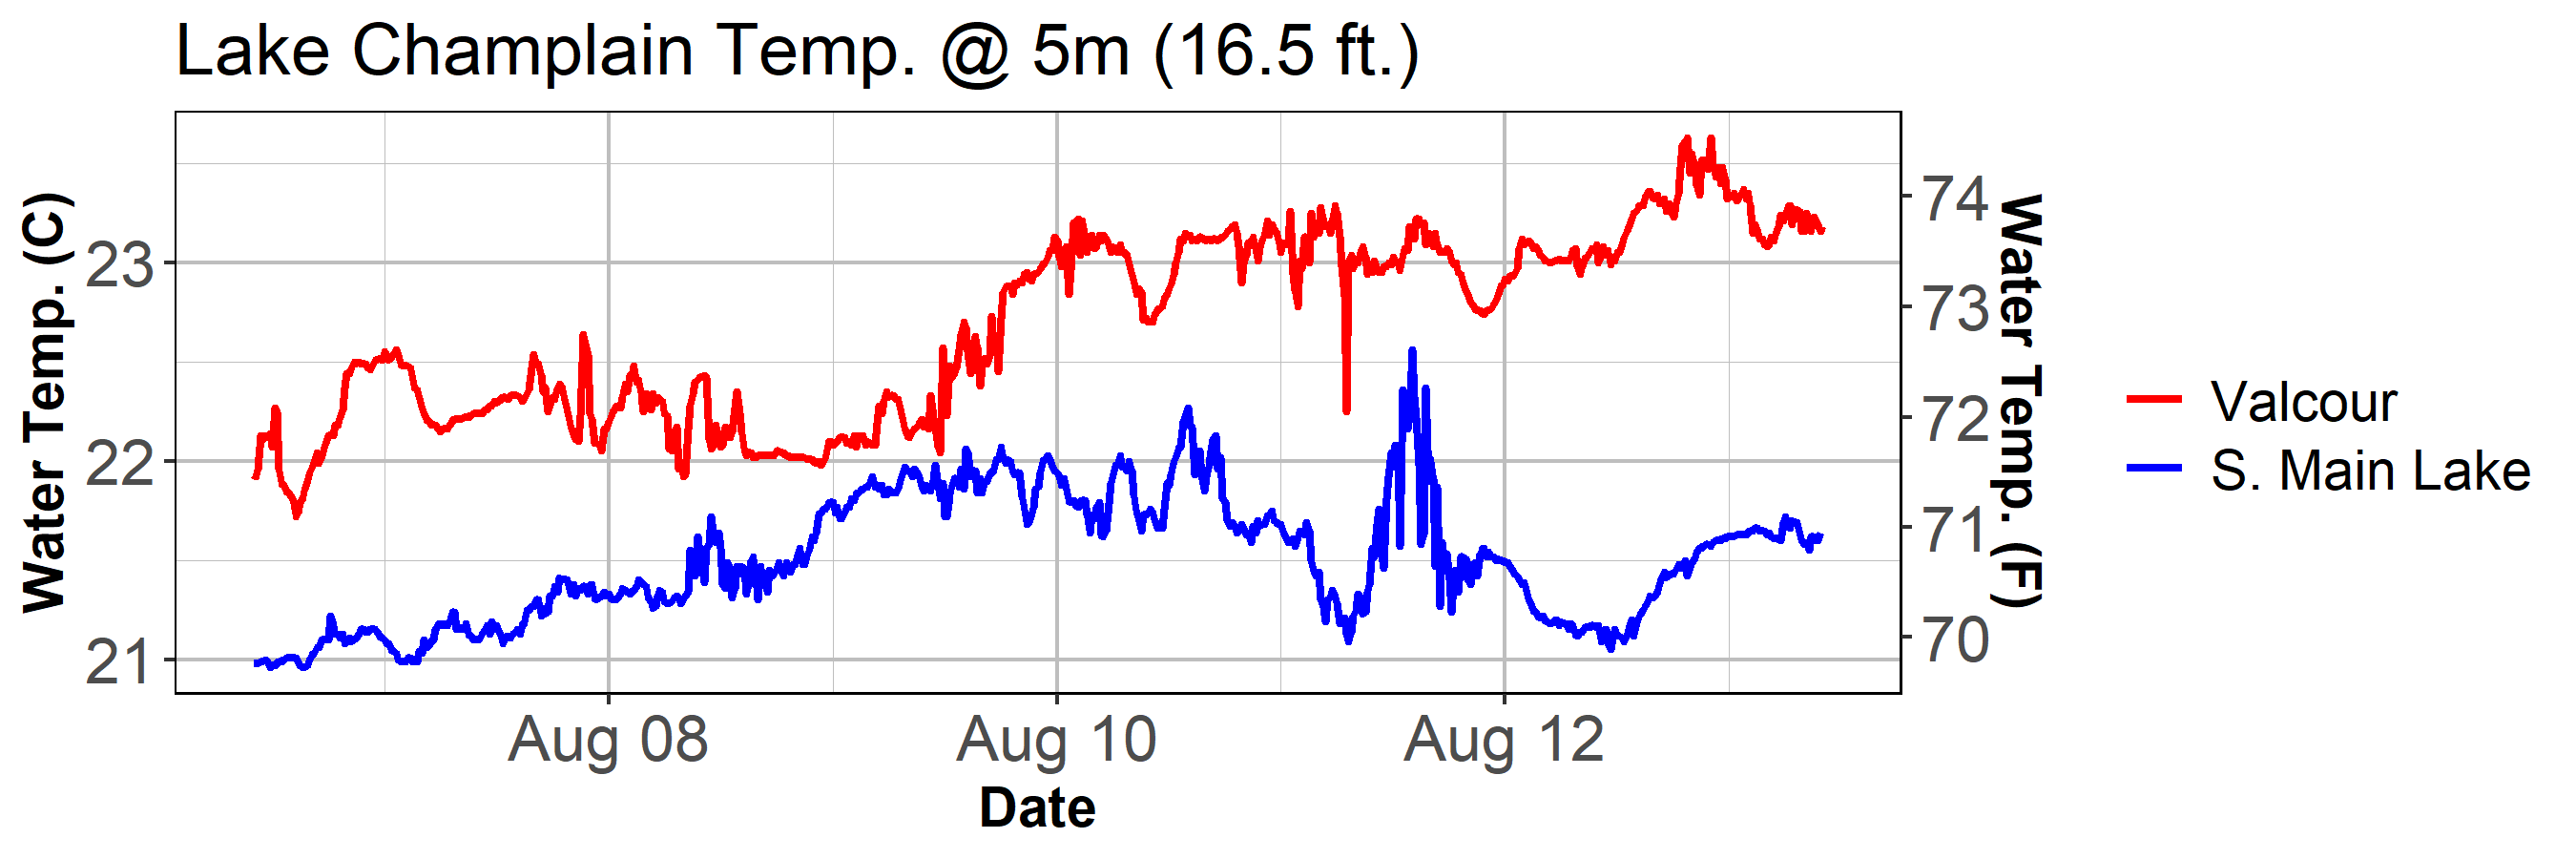 Lake Champlain Temp. @ 5m (16.5 ft.)
Water Temp. (C)
23
22
21
74
73
72
71
70
Water Temp. (F)
Aug 08
Aug 10
Aug 12
Date
Valcour
S. Main Lake